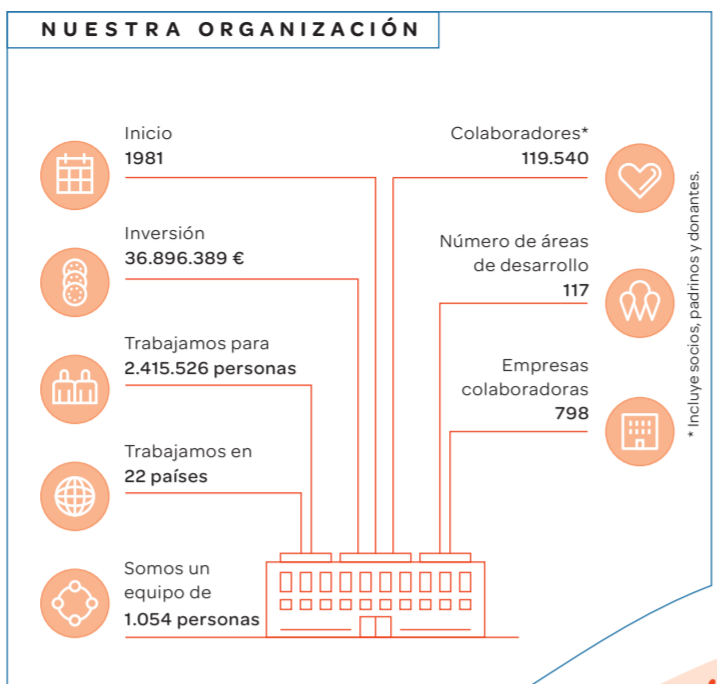 NUESTRA ORGANIZACIÓN
Inicio
1981
Inversión
36.896.389 €
Trabajamos para
2.415.526 personas
Trabajamos en
22 países
Somos un
equipo de
1.054 personas
Colaboradores*
119.540
Número de áreas
de desarrollo
117
Empresas
colaboradoras
798
* Incluye socios, padrinos y donantes.